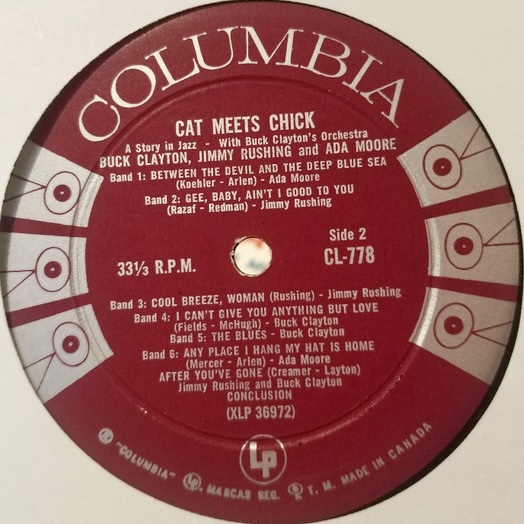 COLUMBIA
CAT MEETS CHICK
A Story in Jazz - With Buck Clayton's Orchestra
BUCK CLAYTON, JIMMY RUSHING and ADA MOORE
Band 1: BETWEEN THE DEVIL AND THE DEEP BLUE SEA
(Koehler - Arlen) - Ada Moore
Band 2: GEE, BABY, AIN'T I GOOD TO YOU
(Razaf - Redman) - Jimmy Rushing
Side 2
33⅓ R.P.M.
CL-778
Band 3: COOL BREEZE, WOMAN (Rushing) - Jimmy Rushing
Band 4: I CAN'T GIVE YOU ANYTHING BUT LOVE
(Fields - McHugh) - Buck Clayton
Band 5: THE BLUES - Buck Clayton
Band 6: ANY PLACE I HANG MY HAT IS HOME
(Mercer - Arlen) - Ada Moore
AFTER YOU'VE GONE (Creamer - Layton)
Jimmy Rushing and Buck Clayton
CONCLUSION
(XLP 36972)
Lp
"COLUMBIA" MARCAS REG. T. M. MADE IN CANADA